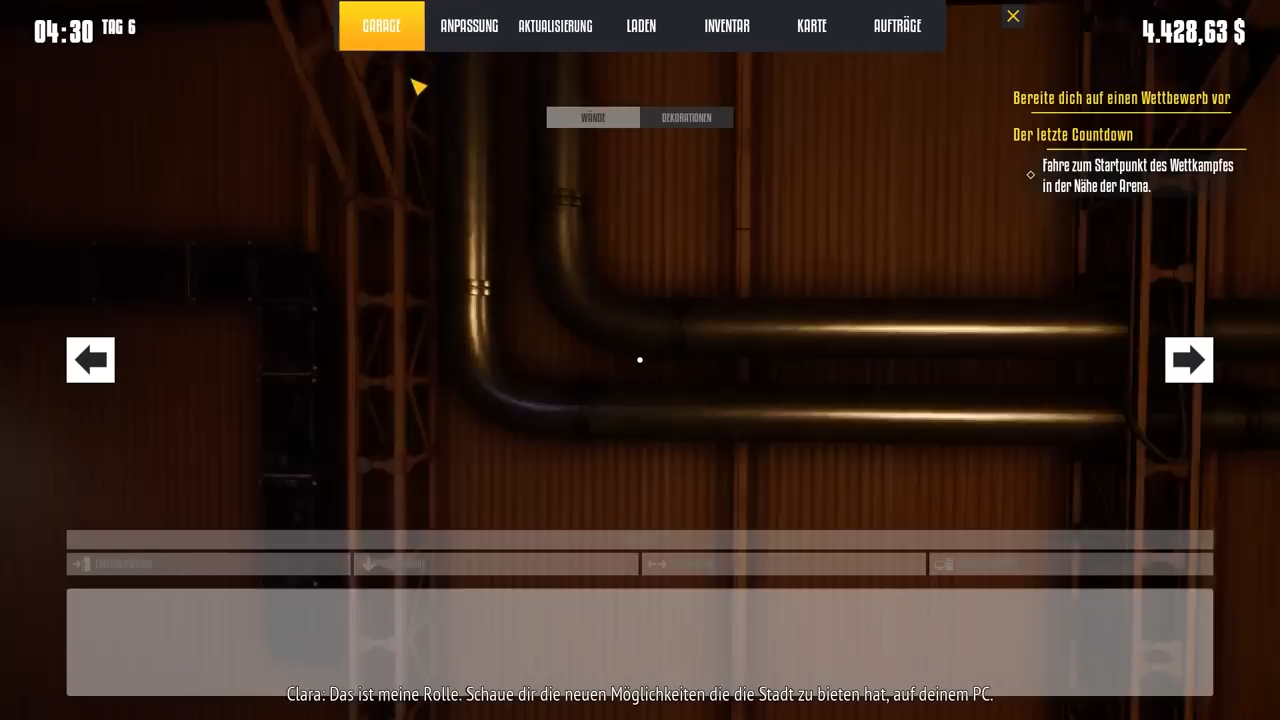 04:30 TAG 6
GARAGE
ANPASSUNG
AKTUALISIERUNG
LADEN
INVENTAR
KARTE
AUFTRÄGE
4.428,63 $
Bereite dich auf einen Wettbewerb vor
Der letzte Countdown
Fahre zum Startpunkt des Wettkampfes
in der Nähe der Arena.
WÄNDE
DEKORATIONEN
Clara: Das ist meine Rolle. Schaue dir die neuen Möglichkeiten die die Stadt zu bieten hat, auf deinem PC.